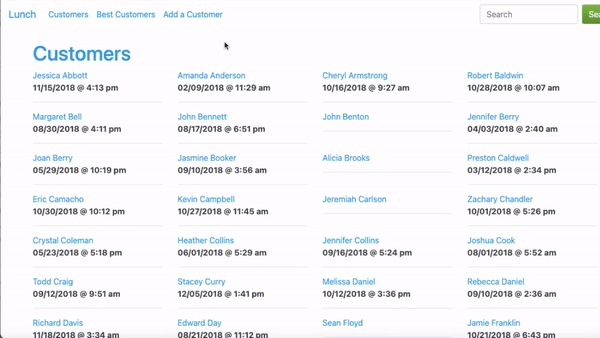 Lunch Customers Best Customers Add a Customer Search
Customers
Jessica Abbott Amanda Anderson Cheryl Armstrong Robert Baldwin
11/15/2018 @ 4:13 pm 02/09/2018 @ 11:29 am 10/16/2018 @ 9:27 am 10/28/2018 @ 10:07 am
Margaret Bell John Bennett John Benton Jennifer Berry
08/30/2018 @ 4:11 pm 08/17/2018 @ 6:51 pm 04/03/2018 @ 2:40 am
Joan Berry Jasmine Booker Alicia Brooks Preston Caldwell
05/29/2018 @ 10:19 pm 09/10/2018 @ 3:56 am 03/12/2018 @ 2:34 pm
Eric Camacho Kevin Campbell Jeremiah Carlson Zachary Chandler
10/30/2018 @ 10:12 pm 10/27/2018 @ 11:45 am 10/01/2018 @ 5:26 pm
Crystal Coleman Heather Collins Jennifer Collins Joshua Cook
05/23/2018 @ 5:18 pm 06/01/2018 @ 5:29 am 09/16/2018 @ 5:24 pm 08/01/2018 @ 5:52 am
Todd Craig Stacey Curry Melissa Daniel Rebecca Daniel
09/12/2018 @ 9:51 am 12/05/2018 @ 1:41 pm 10/12/2018 @ 3:36 pm 09/10/2018 @ 2:36 am
Richard Davis Edward Day Sean Floyd Jamie Franklin
11/18/2018 @ 3:34 am 08/21/2018 @ 11:12 pm 10/21/2018 @ 6:43 pm